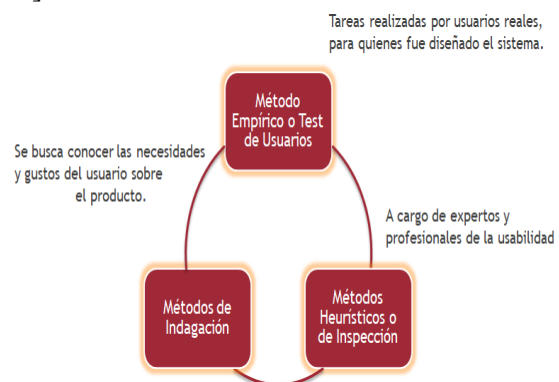 Tareas realizadas por usuarios reales,
para quienes fue diseñado el sistema.
Método
Empírico o Test
de Usuarios
Se busca conocer las necesidades
y gustos del usuario sobre
el producto.
A cargo de expertos y
profesionales de la usabilidad
Métodos de
Indagación
Métodos
Heurísticos o
de Inspección